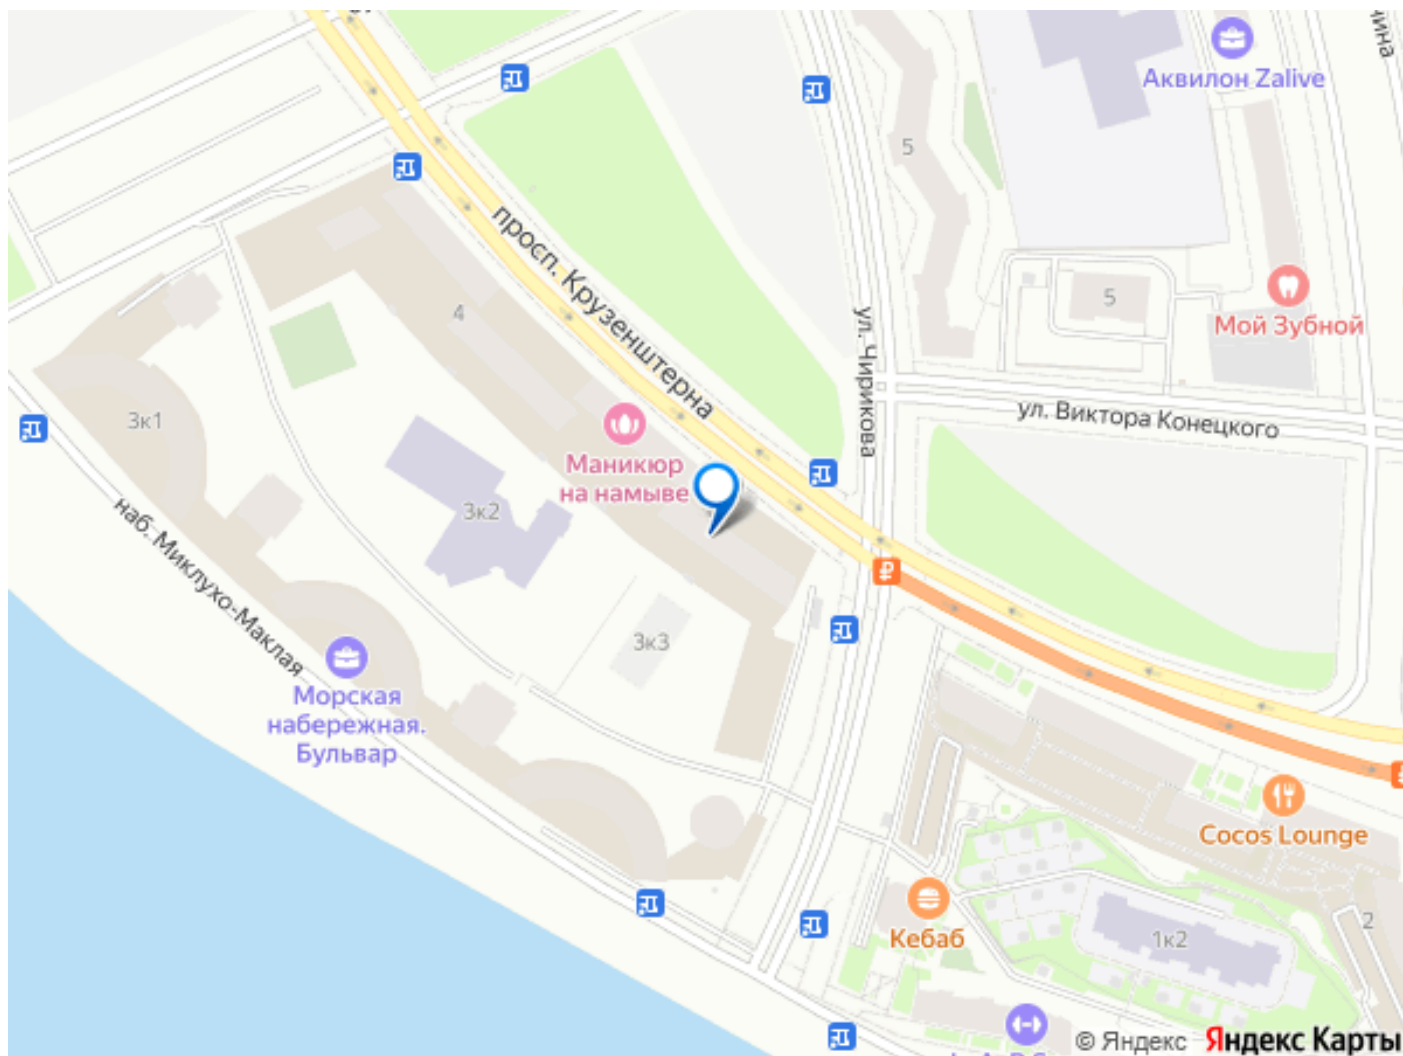 чина
Аквилон Zalive
5
просп. Крузенштерна
5
4
Мой Зубной
ул. Чирикова
3к1
ул. Виктора Конецкого
Маникюр
на намыве
3к2
наб. Миклухо-Маклая
3к3
Морская
набережная.
Бульвар
Cocos Lounge
2
Кебаб
1к2
© Яндекс Яндекс Карты